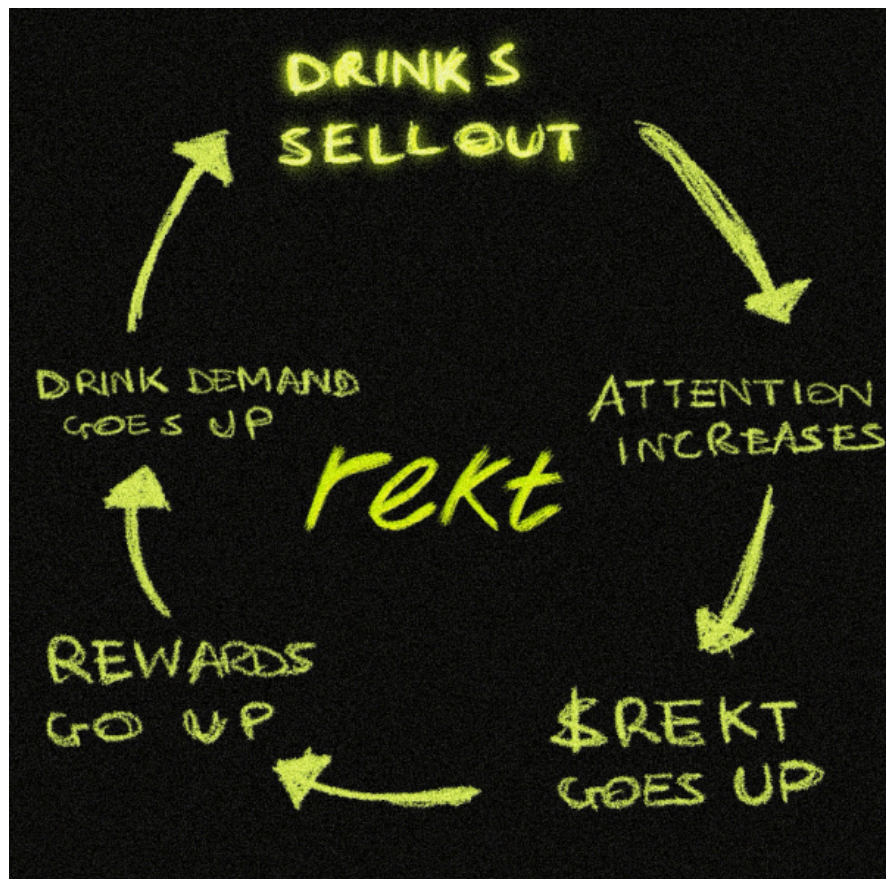 DRINKS
SELLOUT
ATTENTION
INCREASES
$REKT
GOES UP
REWARDS
GO UP
DRINK DEMAND
GOES UP
rekt